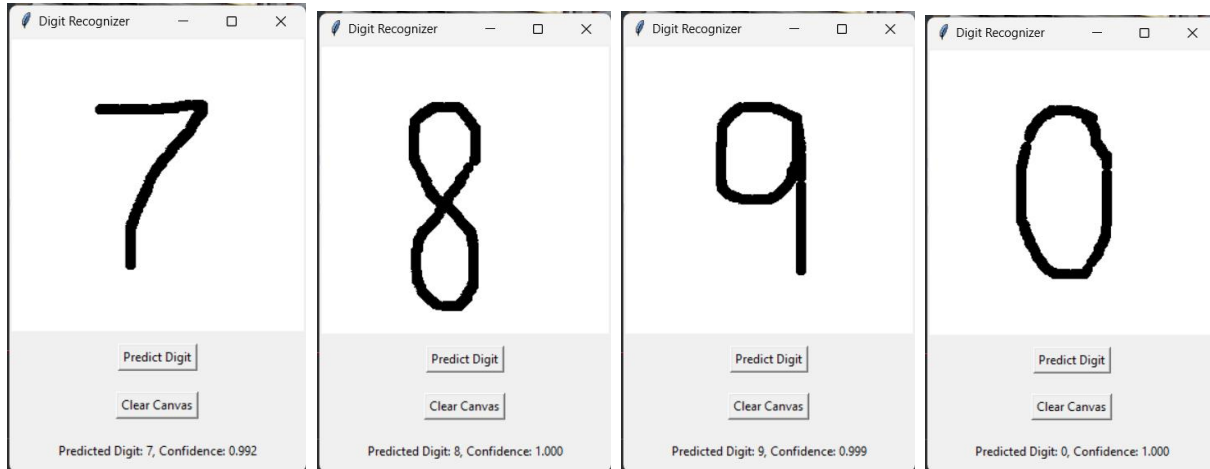 Digit Recognizer
7
Predict Digit
Clear Canvas
Predicted Digit: 7, Confidence: 0.992
Digit Recognizer
8
Predict Digit
Clear Canvas
Predicted Digit: 8, Confidence: 1.000
Digit Recognizer
9
Predict Digit
Clear Canvas
Predicted Digit: 9, Confidence: 0.999
Digit Recognizer
0
Predict Digit
Clear Canvas
Predicted Digit: 0, Confidence: 1.000